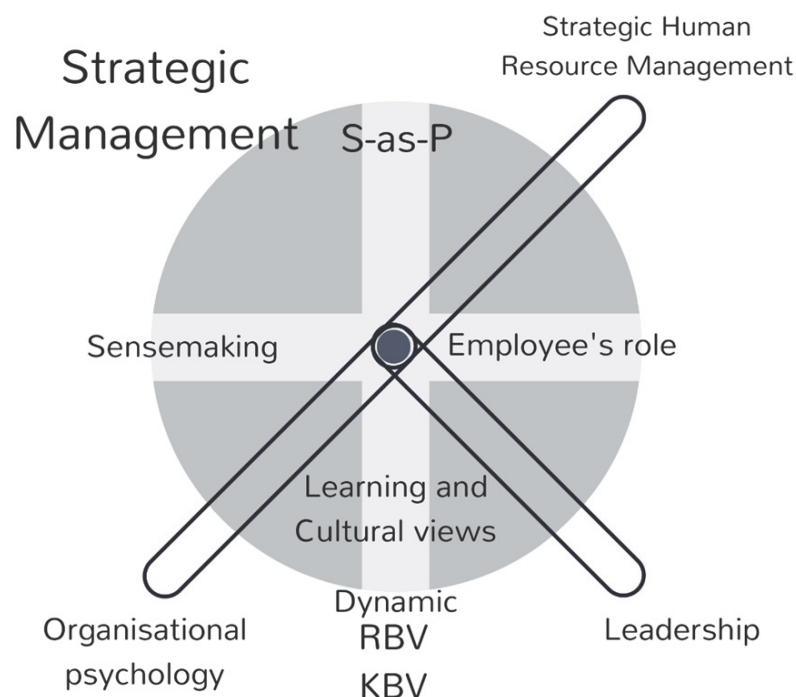 Strategic Human
Resource Management
Strategic
Management
S-as-P
Sensemaking
Employee's role
Learning and
Cultural views
Dynamic
RBV
KBV
Organisational
psychology
Leadership